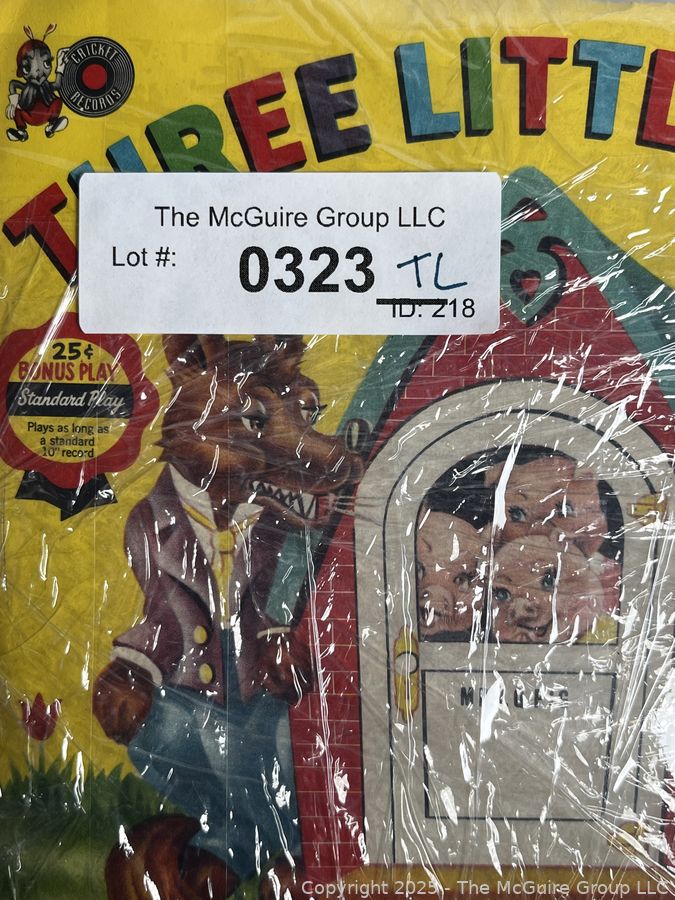 CRICKET
RECORDS
THREE LITTL
The McGuire Group LLC
Lot #:
0323 TL
ID: 218
25¢
BONUS PLAY
Standard Play
Plays as long as
a standard
10" record
Copyright 2025 - The McGuire Group LLC